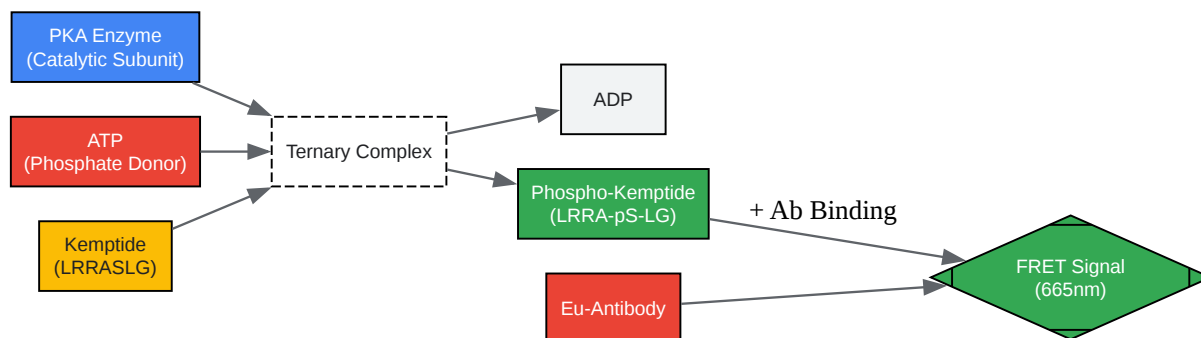 PKA Enzyme
(Catalytic Subunit)
ATP
(Phosphate Donor)
Kemptide
(LRRASLG)
Ternary Complex
ADP
Phospho-Kemptide
(LRRA-pS-LG)
+ Ab Binding
Eu-Antibody
FRET Signal
(665nm)